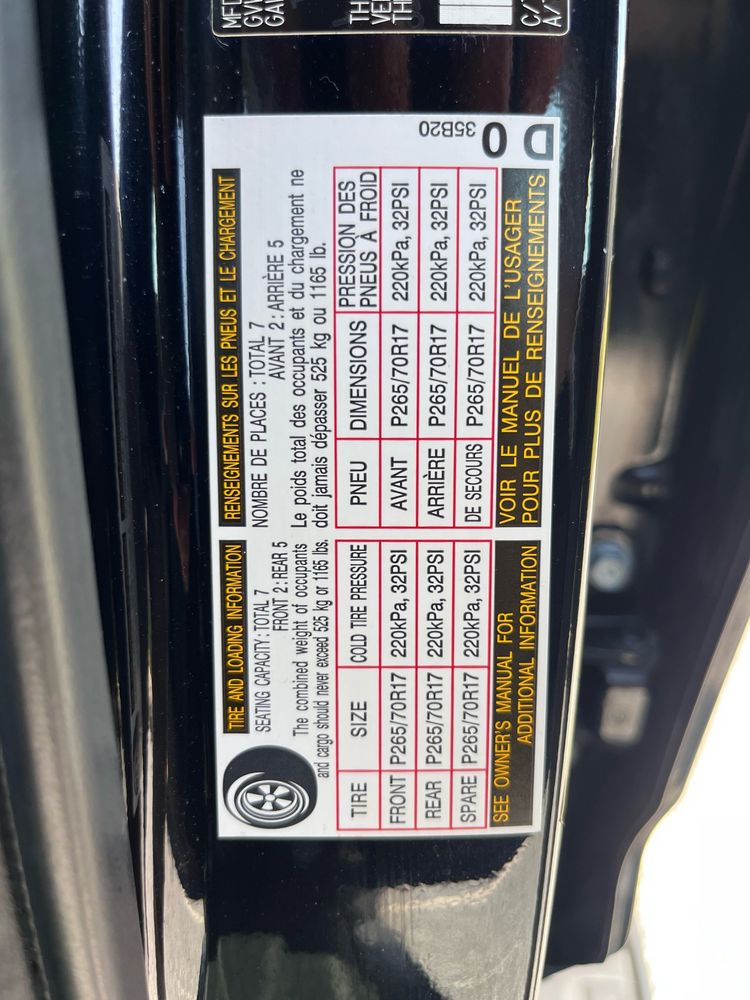 MFD
GVW
GAW
TH
VEH
TH
C/
A/T
TIRE AND LOADING INFORMATION
SEATING CAPACITY: TOTAL 7
FRONT 2: REAR 5
The combined weight of occupants
and cargo should never exceed 525 kg or 1165 lbs.
RENSEIGNEMENTS SUR LES PNEUS ET LE CHARGEMENT
NOMBRE DE PLACES : TOTAL 7
AVANT 2 : ARRIÈRE 5
Le poids total des occupants et du chargement ne
doit jamais dépasser 525 kg ou 1165 lb.
TIRE SIZE COLD TIRE PRESSURE
FRONT P265/70R17 220kPa, 32PSI
REAR P265/70R17 220kPa, 32PSI
SPARE P265/70R17 220kPa, 32PSI
SEE OWNER'S MANUAL FOR
ADDITIONAL INFORMATION
PNEU DIMENSIONS PRESSION DES
PNEUS À FROID
AVANT P265/70R17 220kPa, 32PSI
ARRIÈRE P265/70R17 220kPa, 32PSI
DE SECOURS P265/70R17 220kPa, 32PSI
VOIR LE MANUEL DE L'USAGER
POUR PLUS DE RENSEIGNEMENTS
35B20
D 0